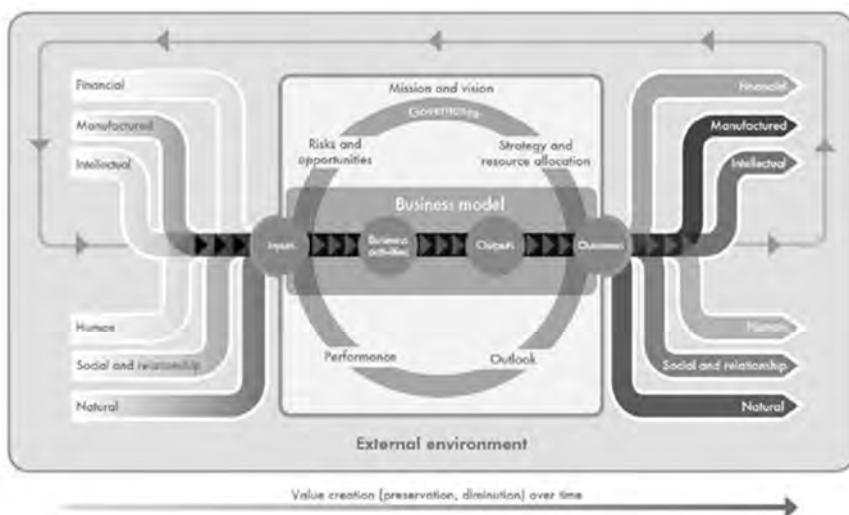 Financial
Manufactured
Intellectual
Human
Social and relationship
Natural
Mission and vision
Governance
Risks and
opportunities
Strategy and
resource allocation
Business model
Inputs
Business
activities
Outputs
Outcomes
Performance
Outlook
Financial
Manufactured
Intellectual
Human
Social and relationship
Natural
External environment
Value creation (preservation, diminution) over time